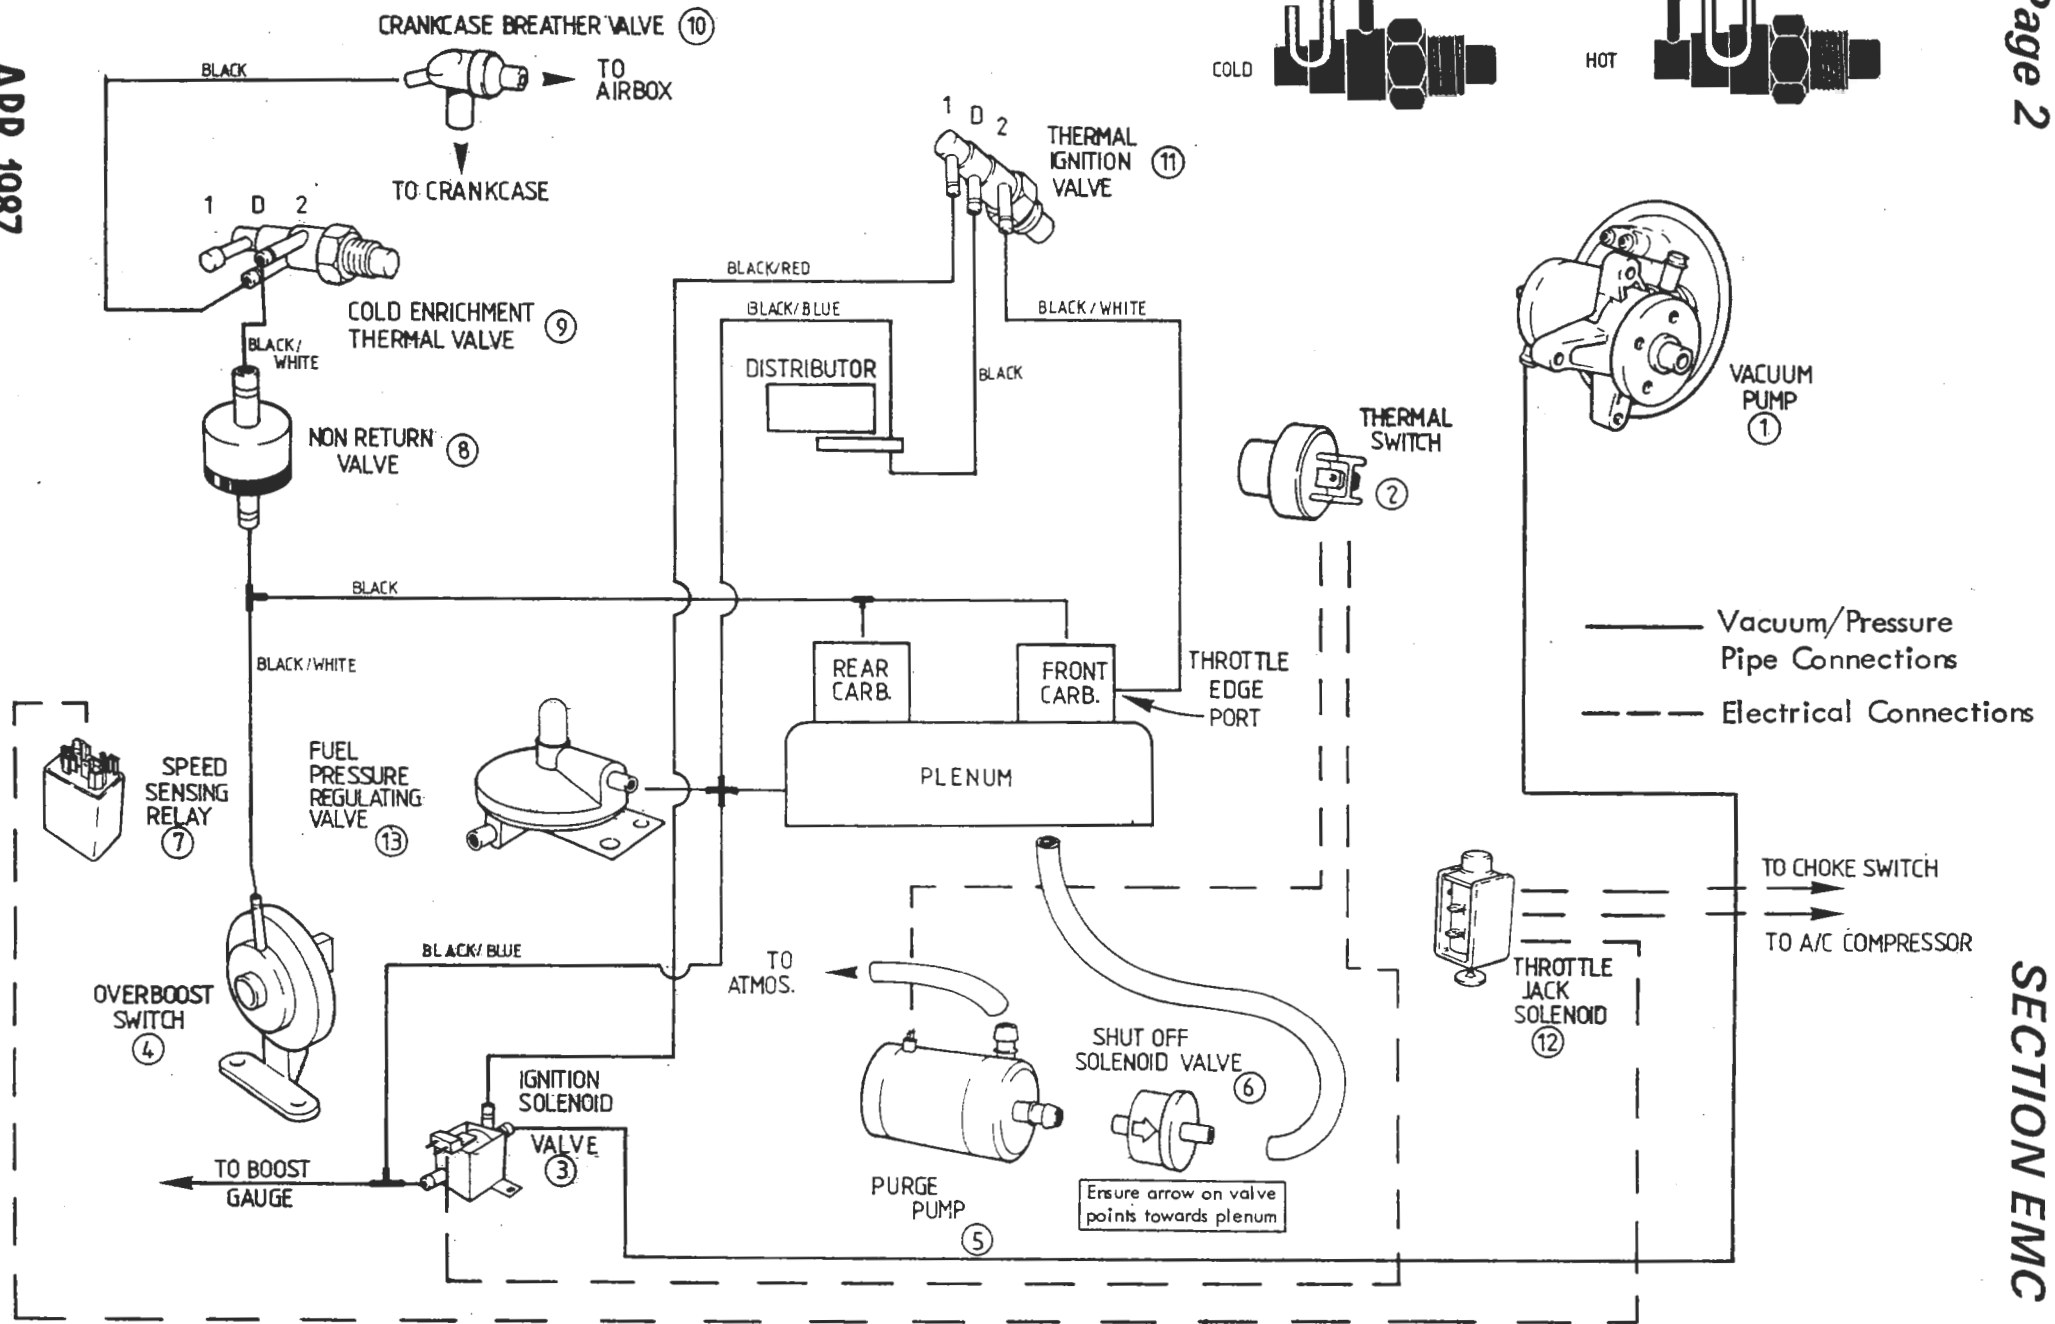 CRANKCASE BREATHER VALVE 10
BLACK
TO
AIRBOX
TO CRANKCASE
COLD
HOT
Page 2
APR 1987
1 D 2
THERMAL
IGNITION
VALVE
11
1 D 2
COLD ENRICHMENT
THERMAL VALVE
9
BLACK/RED
BLACK/BLUE
BLACK/WHITE
BLACK/
WHITE
DISTRIBUTOR
BLACK
VACUUM
PUMP
1
THERMAL
SWITCH
2
NON RETURN
VALVE
8
BLACK
BLACK/WHITE
REAR
CARB.
FRONT
CARB.
THROTTLE
EDGE
PORT
Vacuum/Pressure
Pipe Connections
Electrical Connections
SPEED
SENSING
RELAY
7
FUEL
PRESSURE
REGULATING
VALVE
13
PLENUM
TO CHOKE SWITCH
TO A/C COMPRESSOR
THROTTLE
JACK
SOLENOID
12
BLACK/BLUE
TO
ATMOS.
OVERBOOST
SWITCH
4
SHUT OFF
SOLENOID VALVE
6
IGNITION
SOLENOID
VALVE
3
TO BOOST
GAUGE
PURGE
PUMP
5
Ensure arrow on valve
points towards plenum
SECTION EMC